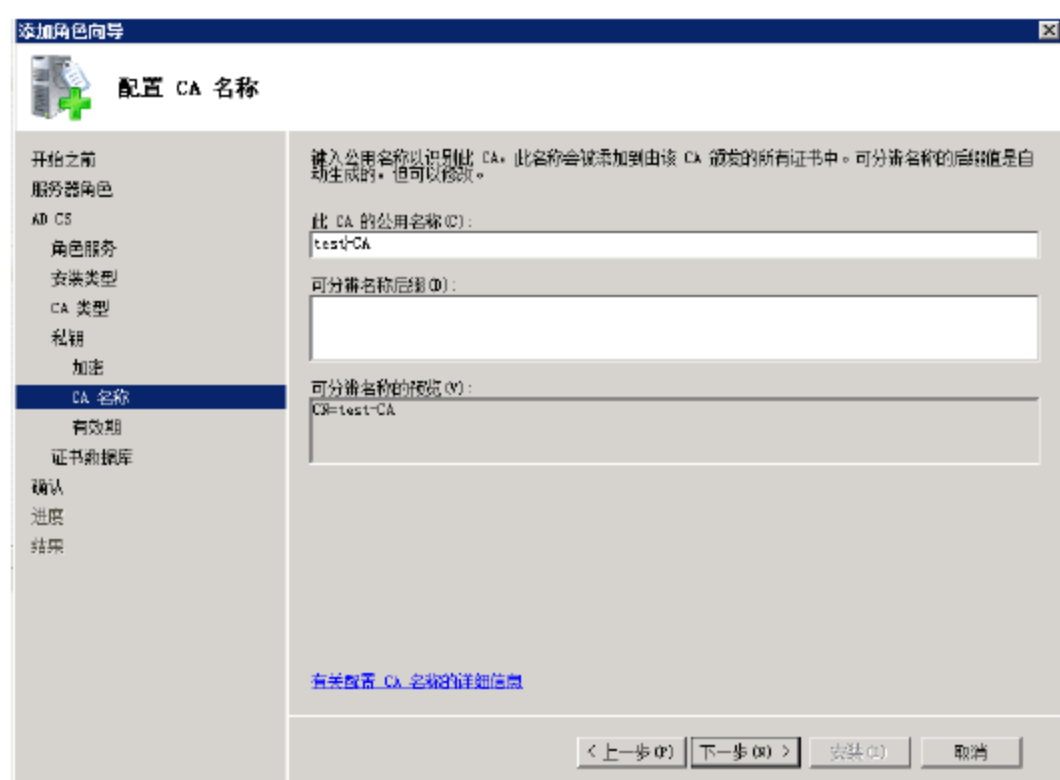 添加角色向导
配置 CA 名称
开始之前
服务器角色
AD CS
角色服务
安装类型
CA 类型
私钥
加密
CA 名称
有效期
证书数据库
确认
进度
结果
键入公用名称以识别此 CA。此名称会被添加到由该 CA 颁发的所有证书中。可分辨名称的后缀值是自
动生成的，但可以修改。
此 CA 的公用名称(C):
test-CA
可分辨名称后缀(D):
可分辨名称的预览(V):
CN=test-CA
有关配置 CA 名称的详细信息
< 上一步(P)
下一步(N) >
安装(I)
取消